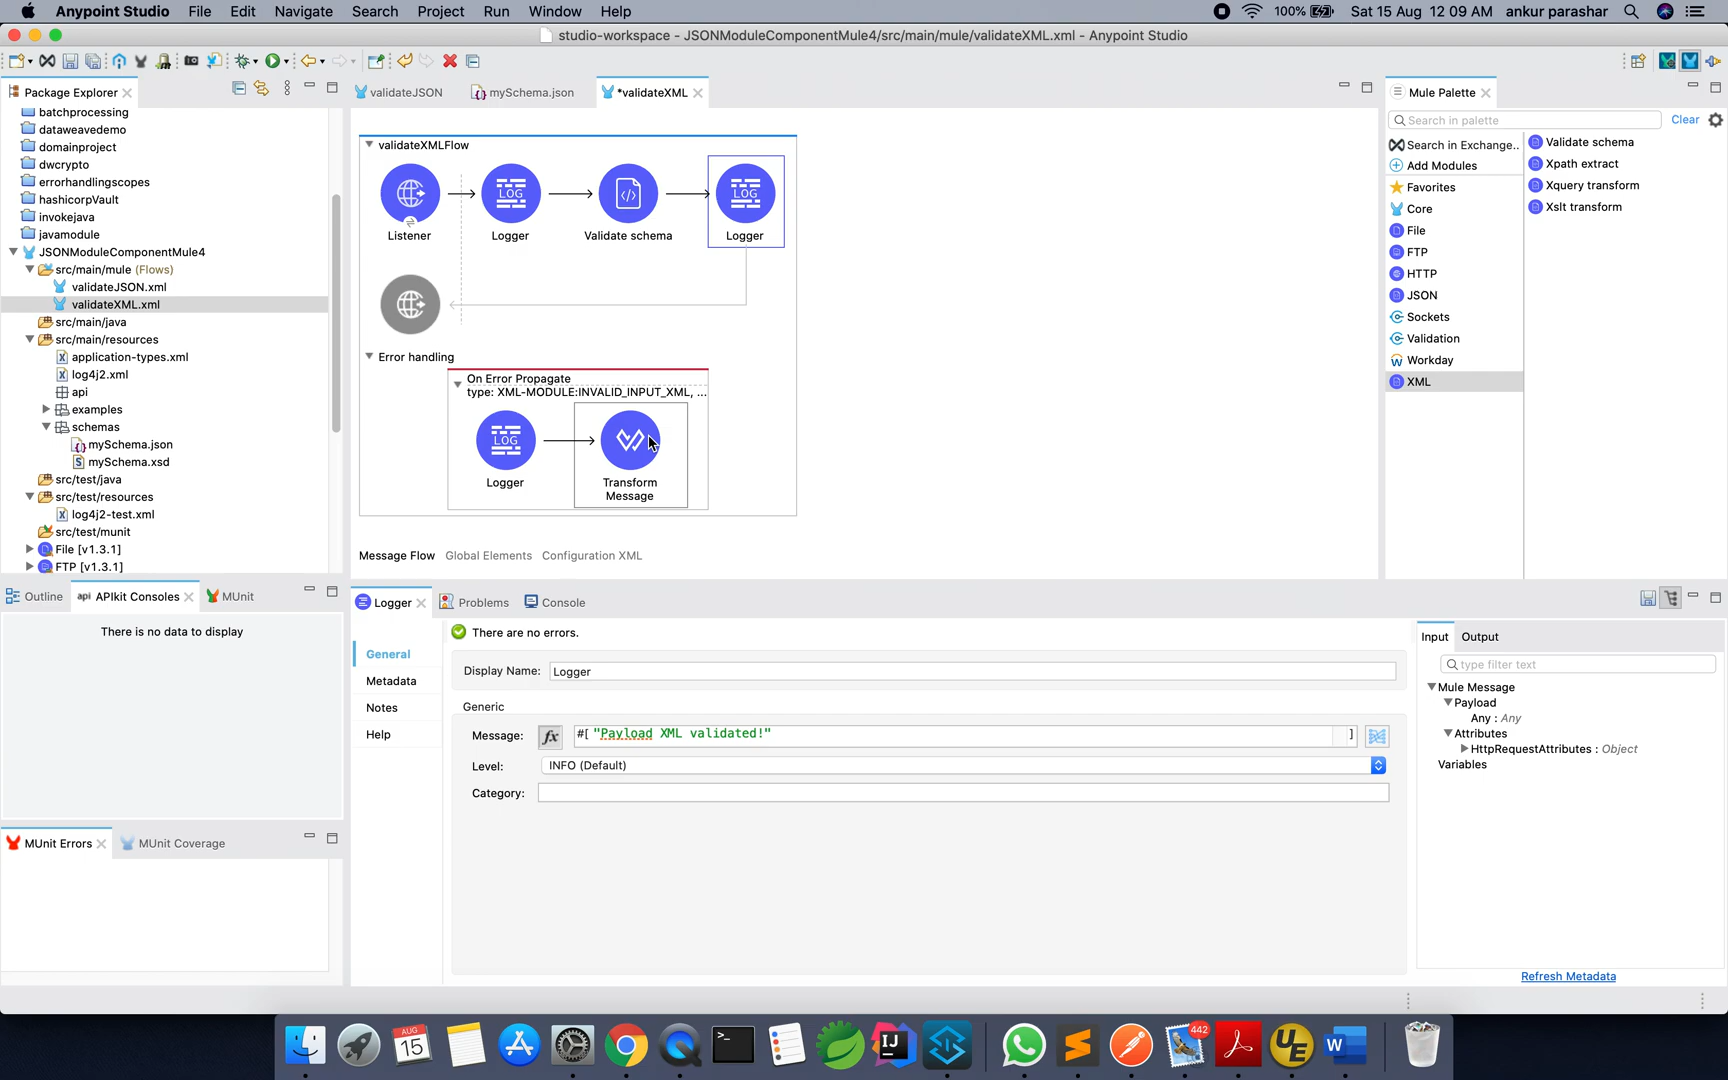 Anypoint Studio File Edit Navigate Search Project Run Window Help 100% Sat 15 Aug 12 09 AM ankur parashar
studio-workspace - JSONModuleComponentMule4/src/main/mule/validateXML.xml - Anypoint Studio
Package Explorer
batchprocessing
dataweavedemo
domainproject
dwcrypto
errorhandlingscopes
hashicorpVault
invokejava
javamodule
JSONModuleComponentMule4
src/main/mule (Flows)
validateJSON.xml
validateXML.xml
src/main/java
src/main/resources
application-types.xml
log4j2.xml
api
examples
schemas
mySchema.json
mySchema.xsd
src/test/java
src/test/resources
log4j2-test.xml
src/test/munit
File [v1.3.1]
FTP [v1.3.1]
validateJSON mySchema.json *validateXML
validateXMLFlow
LOG LOG
Listener Logger Validate schema Logger
Error handling
On Error Propagate
type: XML-MODULE:INVALID_INPUT_XML, ...
LOG
Logger Transform
Message
Message Flow Global Elements Configuration XML
Mule Palette
Search in palette Clear
Search in Exchange..
Add Modules
Favorites
Core
File
FTP
HTTP
JSON
Sockets
Validation
Workday
XML
Validate schema
Xpath extract
Xquery transform
Xslt transform
Outline api APIkit Consoles MUnit
There is no data to display
MUnit Errors MUnit Coverage
Logger Problems Console
There are no errors.
General
Metadata
Notes
Help
Display Name: Logger
Generic
Message: fx #[ "Payload XML validated!" ]
Level: INFO (Default)
Category:
Input Output
type filter text
Mule Message
Payload
Any : Any
Attributes
HttpRequestAttributes : Object
Variables
Refresh Metadata
AUG
15
442
IJ
UE
W